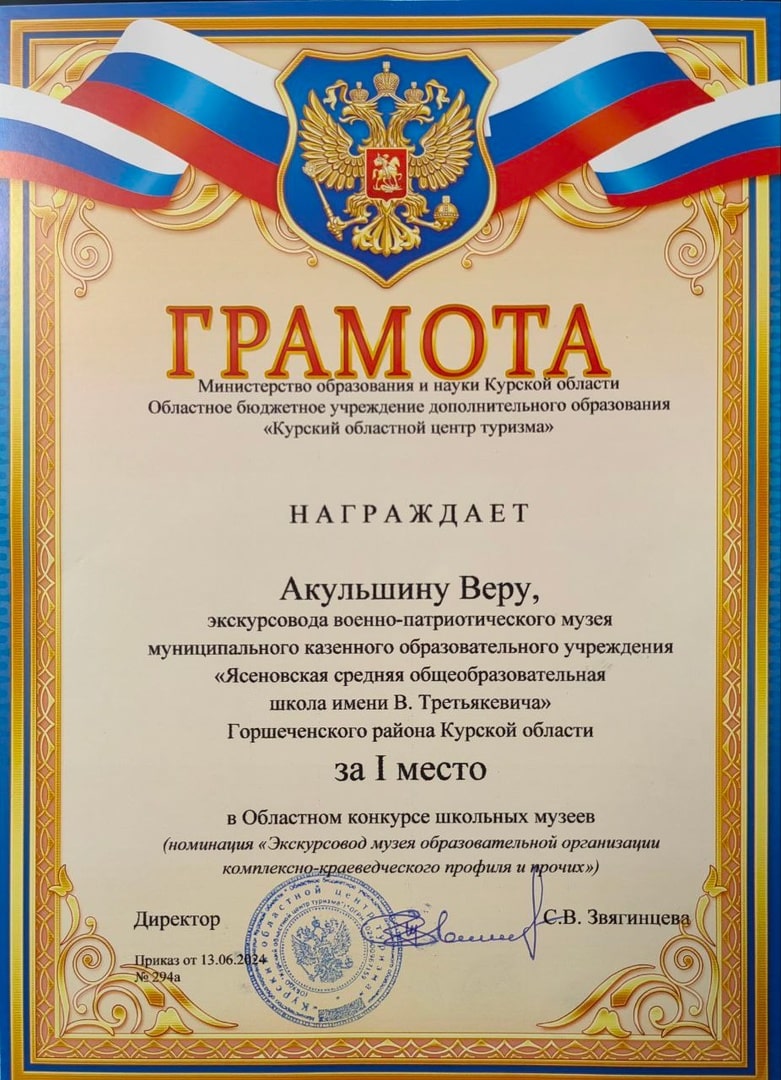 ГРАМОТА
Министерство образования и науки Курской области
Областное бюджетное учреждение дополнительного образования
«Курский областной центр туризма»
НАГРАЖДАЕТ
Акульшину Веру,
экскурсовода военно-патриотического музея
муниципального казенного образовательного учреждения
«Ясеновская средняя общеобразовательная
школа имени В. Третьякевича»
Горшеченского района Курской области
за I место
в Областном конкурсе школьных музеев
(номинация «Экскурсовод музея образовательной организации
комплексно-краеведческого профиля и прочих»)
Директор
С.В. Звягинцева
Приказ от 13.06.2024
№ 294а